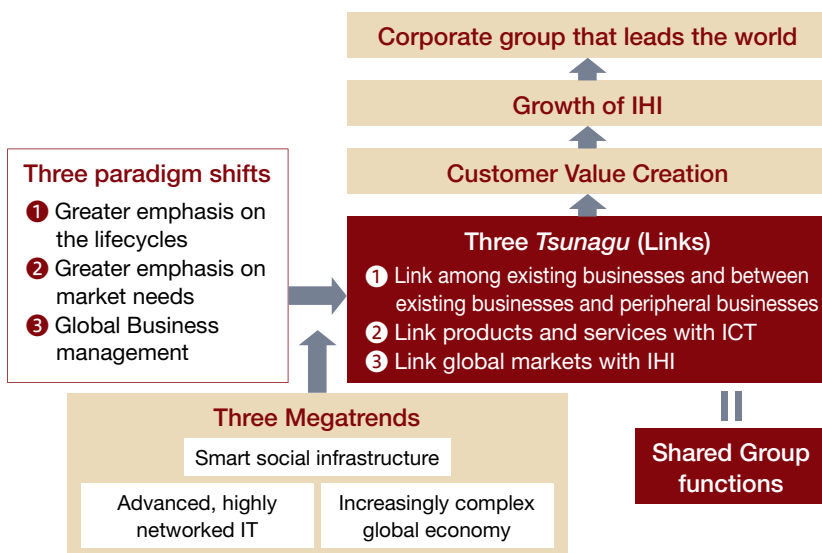 Corporate group that leads the world
Growth of IHI
Customer Value Creation
Three paradigm shifts
❶ Greater emphasis on
the lifecycles
❷ Greater emphasis on
market needs
❸ Global Business
management
Three Tsunagu (Links)
❶ Link among existing businesses and between
existing businesses and peripheral businesses
❷ Link products and services with ICT
❸ Link global markets with IHI
Three Megatrends
Smart social infrastructure
Advanced, highly
networked IT
Increasingly complex
global economy
Shared Group
functions